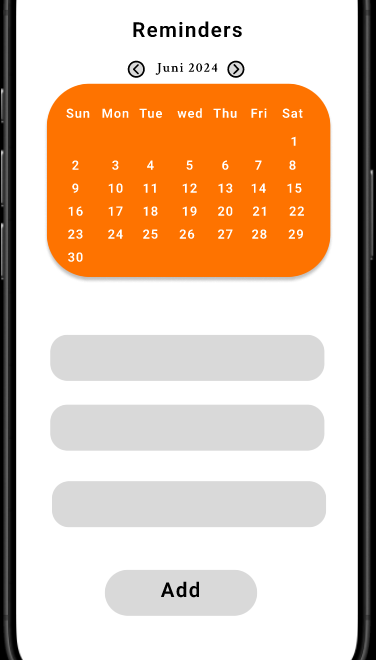 Reminders
Juni 2024
Sun Mon Tue wed Thu Fri Sat
1
2 3 4 5 6 7 8
9 10 11 12 13 14 15
16 17 18 19 20 21 22
23 24 25 26 27 28 29
30
Add